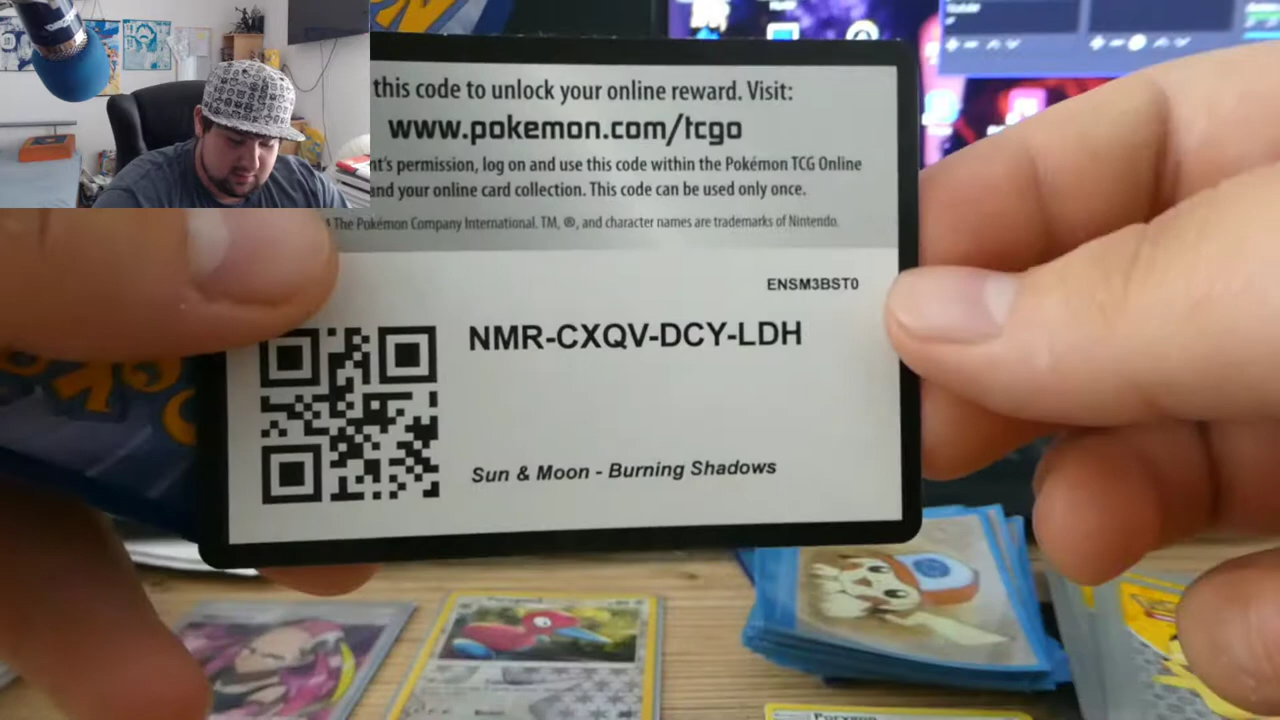 this code to unlock your online reward. Visit:
www.pokemon.com/tcgo
permission, log on and use this code within the Pokémon TCG Online
and your online card collection. This code can be used only once.
The Pokémon Company International. TM, ®, and character names are trademarks of Nintendo.
ENSM3BST0
NMR-CXQV-DCY-LDH
Sun & Moon - Burning Shadows
Porygon